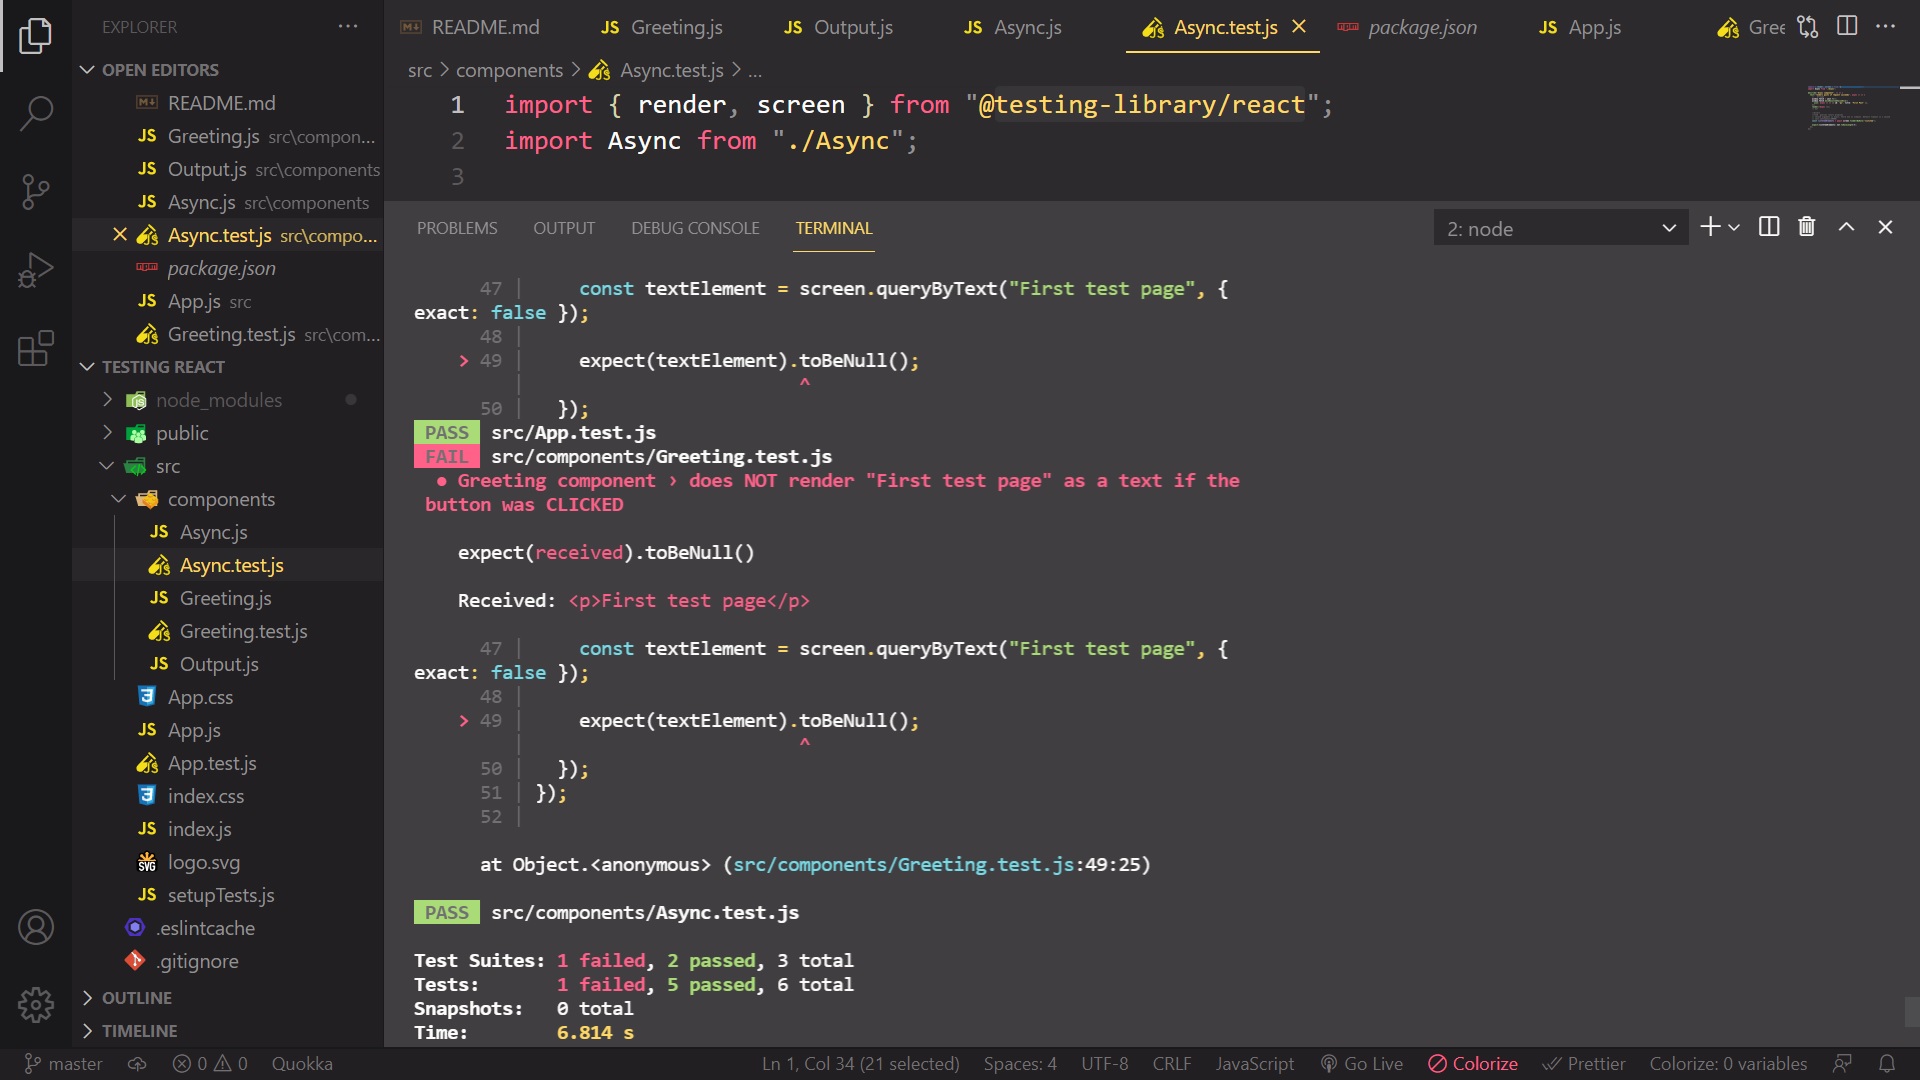 EXPLORER
OPEN EDITORS
README.md
JS Greeting.js src\compon...
JS Output.js src\components
JS Async.js src\components
Async.test.js src\compo...
package.json
JS App.js src
Greeting.test.js src\com...
TESTING REACT
node_modules
public
src
components
JS Async.js
Async.test.js
JS Greeting.js
Greeting.test.js
JS Output.js
App.css
JS App.js
App.test.js
index.css
JS index.js
logo.svg
JS setupTests.js
.eslintcache
.gitignore
OUTLINE
TIMELINE
README.md JS Greeting.js JS Output.js JS Async.js Async.test.js package.json JS App.js Gree
src > components > Async.test.js > ...
1 import { render, screen } from "@testing-library/react";
2 import Async from "./Async";
3
PROBLEMS OUTPUT DEBUG CONSOLE TERMINAL 2: node
47 | const textElement = screen.queryByText("First test page", {
exact: false });
48 |
> 49 | expect(textElement).toBeNull();
| ^
50 | });
PASS src/App.test.js
FAIL src/components/Greeting.test.js
● Greeting component › does NOT render "First test page" as a text if the
button was CLICKED
expect(received).toBeNull()
Received: <p>First test page</p>
47 | const textElement = screen.queryByText("First test page", {
exact: false });
48 |
> 49 | expect(textElement).toBeNull();
| ^
50 | });
51 | });
52 |
at Object.<anonymous> (src/components/Greeting.test.js:49:25)
PASS src/components/Async.test.js
Test Suites: 1 failed, 2 passed, 3 total
Tests: 1 failed, 5 passed, 6 total
Snapshots: 0 total
Time: 6.814 s
master 0 0 Quokka Ln 1, Col 34 (21 selected) Spaces: 4 UTF-8 CRLF JavaScript Go Live Colorize Prettier Colorize: 0 variables